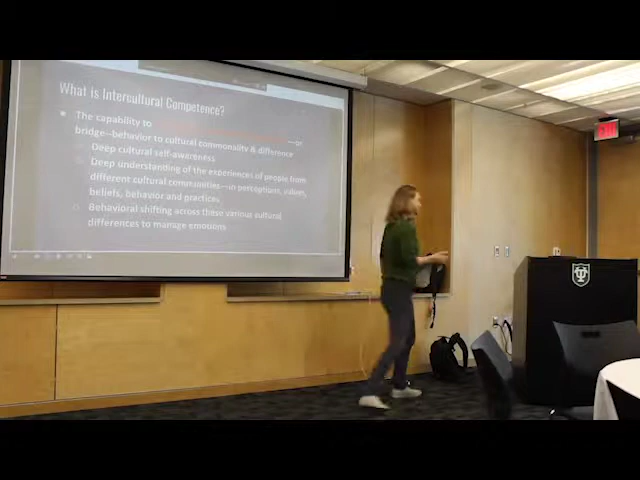 What is Intercultural Competence?
The capability to —or
bridge--behavior to cultural commonality & difference
Deep cultural self-awareness
Deep understanding of the experiences of people from
different cultural communities—in perceptions, values,
beliefs, behavior and practices
Behavioral shifting across these various cultural
differences to manage emotions
EXIT